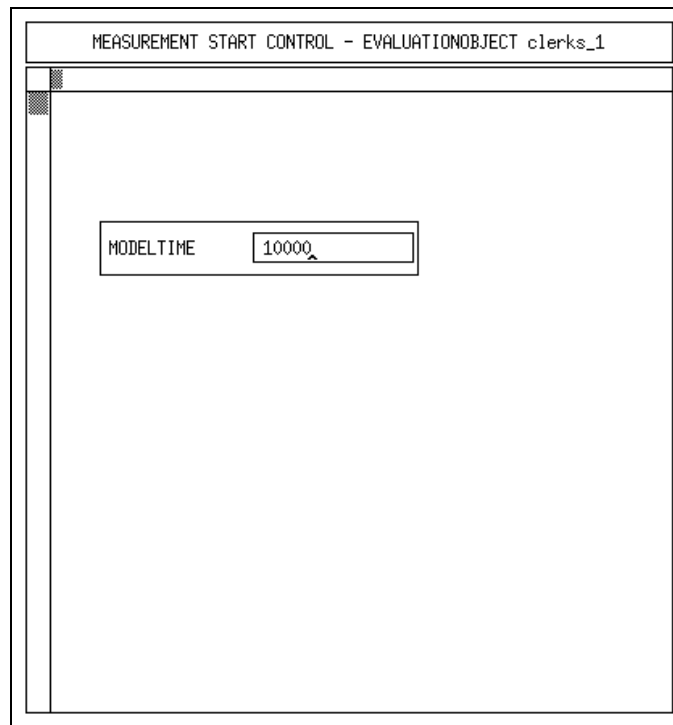 MEASUREMENT START CONTROL - EVALUATIONOBJECT clerks_1
MODELTIME 10000